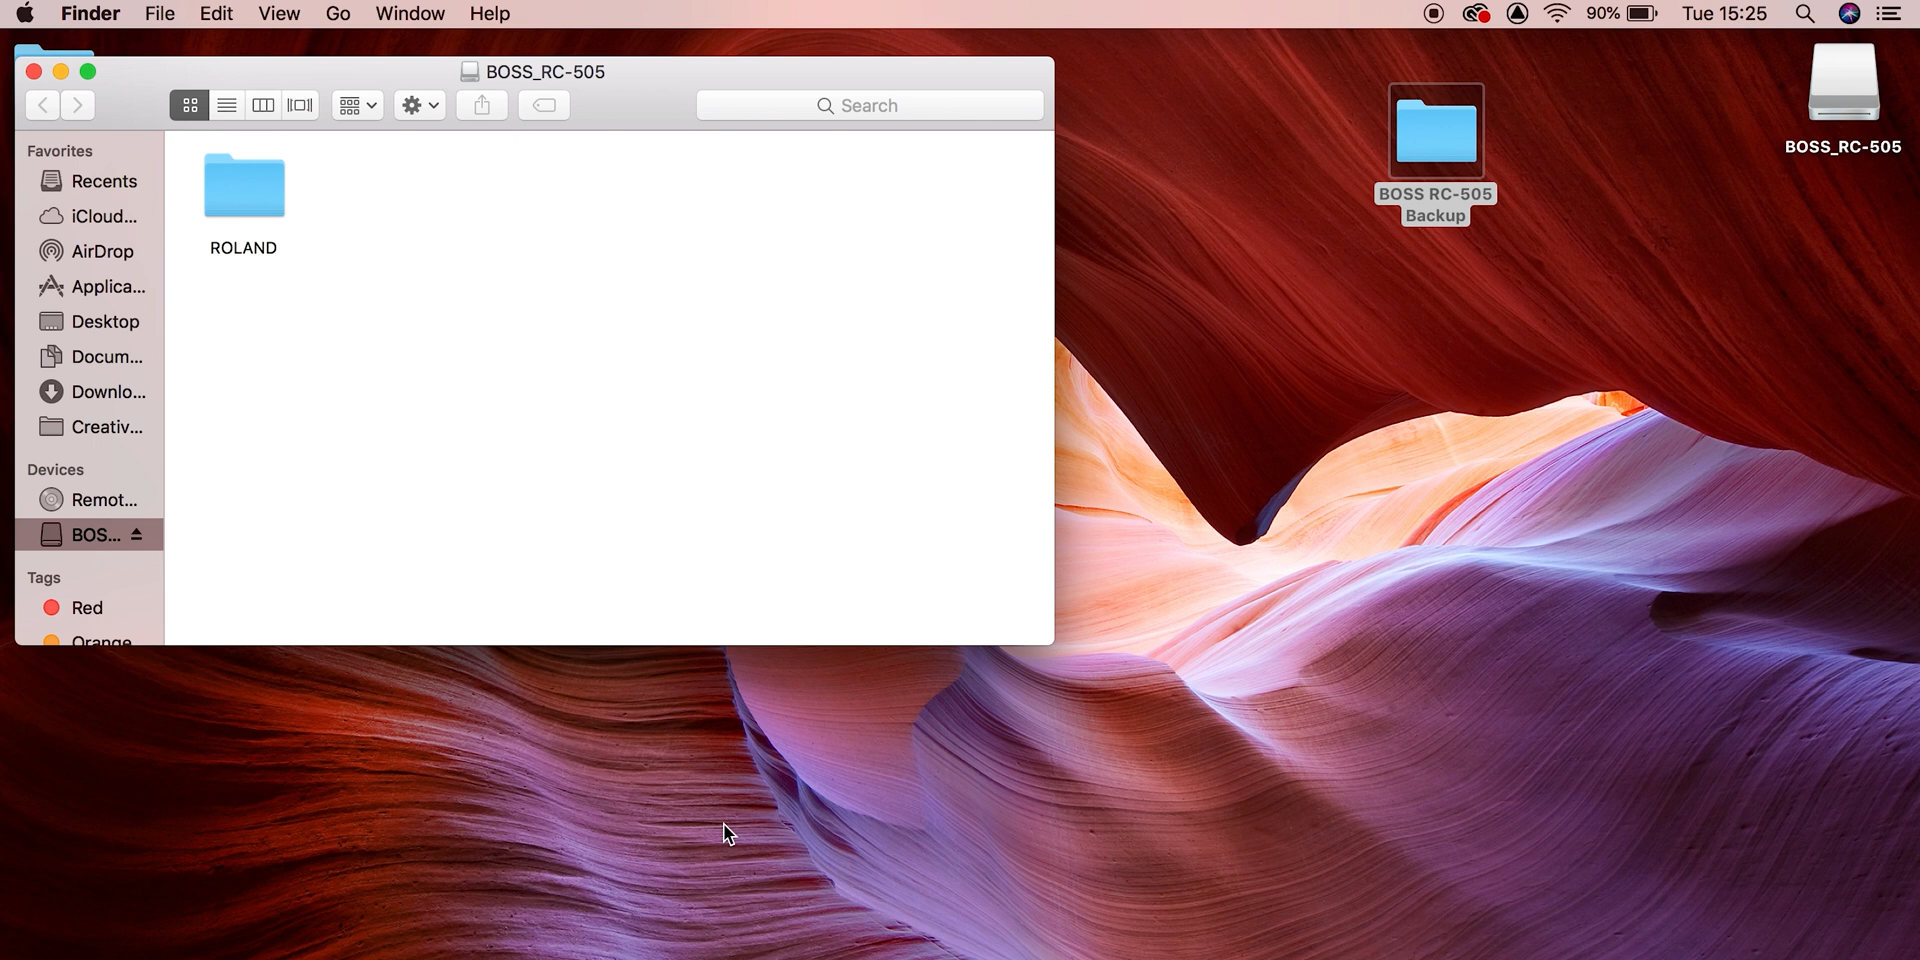 Finder File Edit View Go Window Help 90% Tue 15:25
BOSS_RC-505
Search
Favorites
Recents
iCloud...
AirDrop
Applica...
Desktop
Docum...
Downlo...
Creativ...
Devices
Remot...
BOS...
Tags
Red
Orange
ROLAND
BOSS RC-505
Backup
BOSS_RC-505